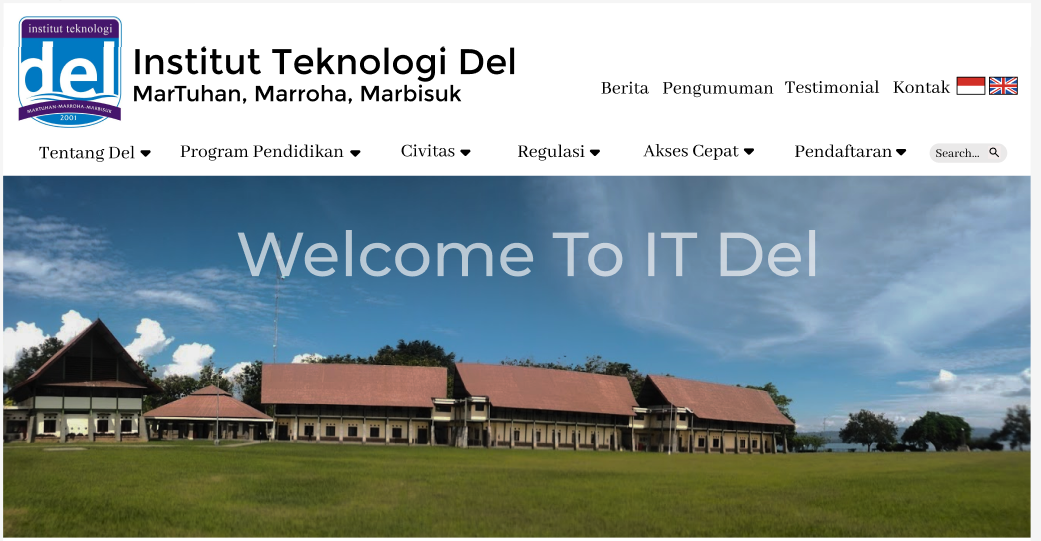 institut teknologi
del
MARTUHAN-MARROHA-MARBISUK
2001
Institut Teknologi Del
MarTuhan, Marroha, Marbisuk
Berita Pengumuman Testimonial Kontak
Tentang Del Program Pendidikan Civitas Regulasi Akses Cepat Pendaftaran Search...
Welcome To IT Del